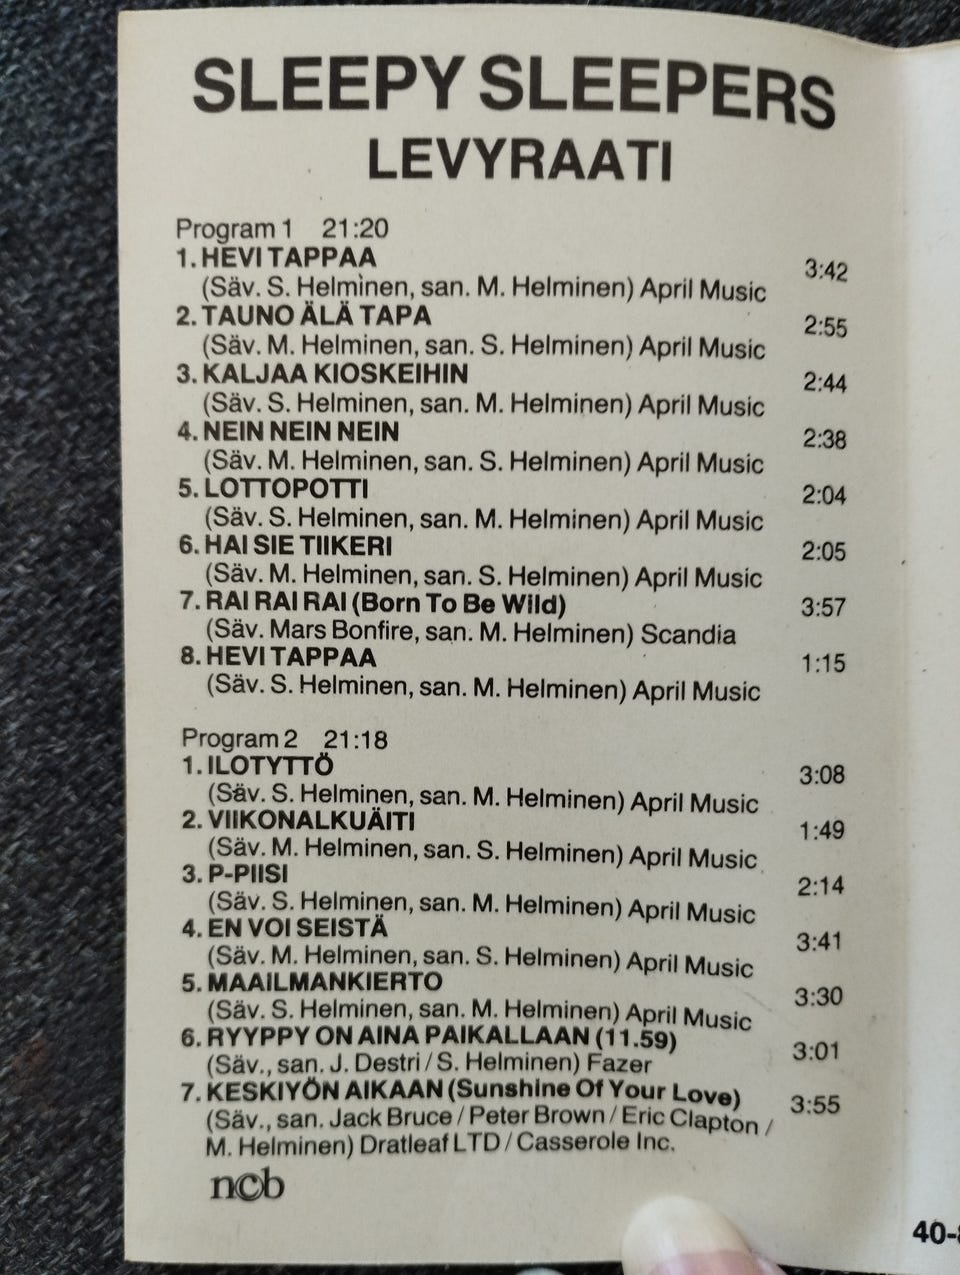 SLEEPY SLEEPERS
LEVYRAATI
Program 1 21:20
1. HEVI TAPPAA 3:42
(Säv. S. Helminen, san. M. Helminen) April Music
2. TAUNO ÄLÄ TAPA 2:55
(Säv. M. Helminen, san. S. Helminen) April Music
3. KALJAA KIOSKEIHIN 2:44
(Säv. S. Helminen, san. M. Helminen) April Music
4. NEIN NEIN NEIN 2:38
(Säv. M. Helminen, san. S. Helminen) April Music
5. LOTTOPOTTI 2:04
(Säv. S. Helminen, san. M. Helminen) April Music
6. HAI SIE TIIKERI 2:05
(Säv. M. Helminen, san. S. Helminen) April Music
7. RAI RAI RAI (Born To Be Wild) 3:57
(Säv. Mars Bonfire, san. M. Helminen) Scandia
8. HEVI TAPPAA 1:15
(Säv. S. Helminen, san. M. Helminen) April Music
Program 2 21:18
1. ILOTYTTÖ 3:08
(Säv. S. Helminen, san. M. Helminen) April Music
2. VIIKONALKUÄITI 1:49
(Säv. M. Helminen, san. S. Helminen) April Music
3. P-PIISI 2:14
(Säv. S. Helminen, san. M. Helminen) April Music
4. EN VOI SEISTÄ 3:41
(Säv. M. Helminen, san. S. Helminen) April Music
5. MAAILMANKIERTO 3:30
(Säv. S. Helminen, san. M. Helminen) April Music
6. RYYPPY ON AINA PAIKALLAAN (11.59) 3:01
(Säv., san. J. Destri / S. Helminen) Fazer
7. KESKIYÖN AIKAAN (Sunshine Of Your Love) 3:55
(Säv., san. Jack Bruce / Peter Brown / Eric Clapton /
M. Helminen) Dratleaf LTD / Casserole Inc.
ncb